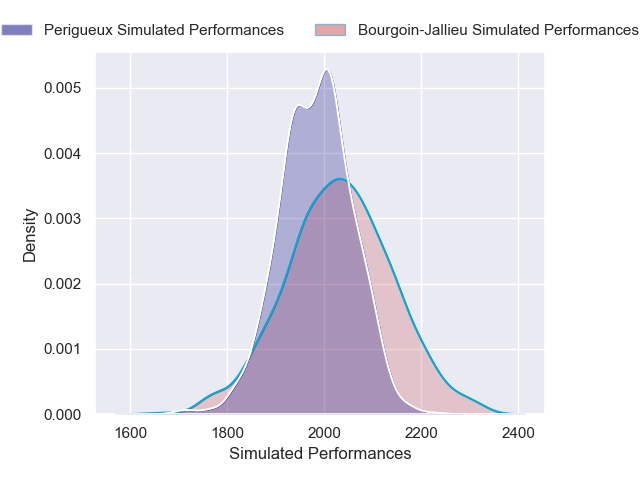 Perigueux Simulated Performances
Bourgoin-Jallieu Simulated Performances
0.005
0.004
0.003
0.002
0.001
0.000
Density
1600
1800
2000
2200
2400
Simulated Performances